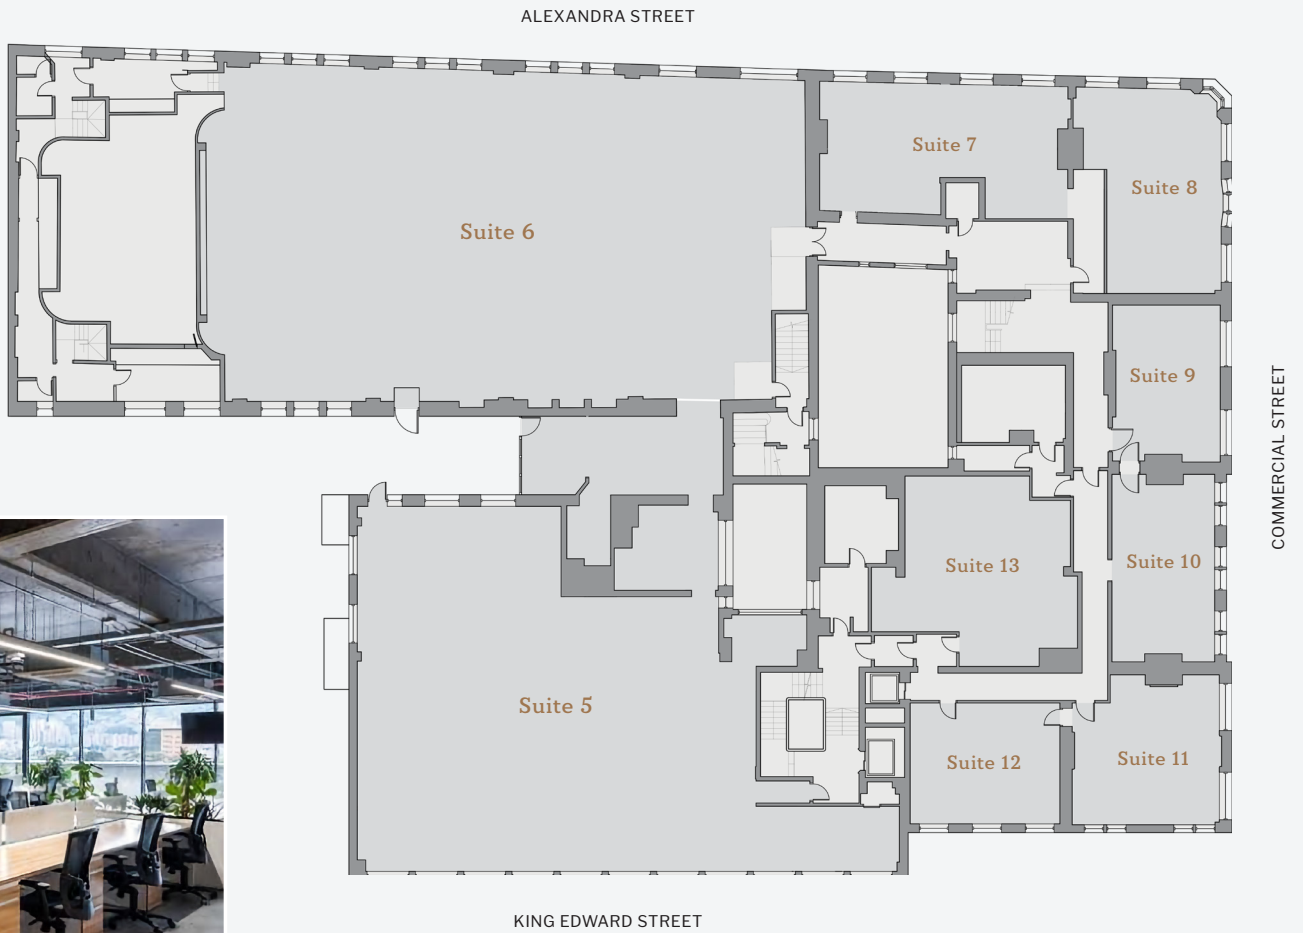 ALEXANDRA STREET
Suite 7
Suite 8
Suite 6
Suite 9
COMMERCIAL STREET
Suite 10
Suite 13
Suite 5
Suite 12
Suite 11
KING EDWARD STREET